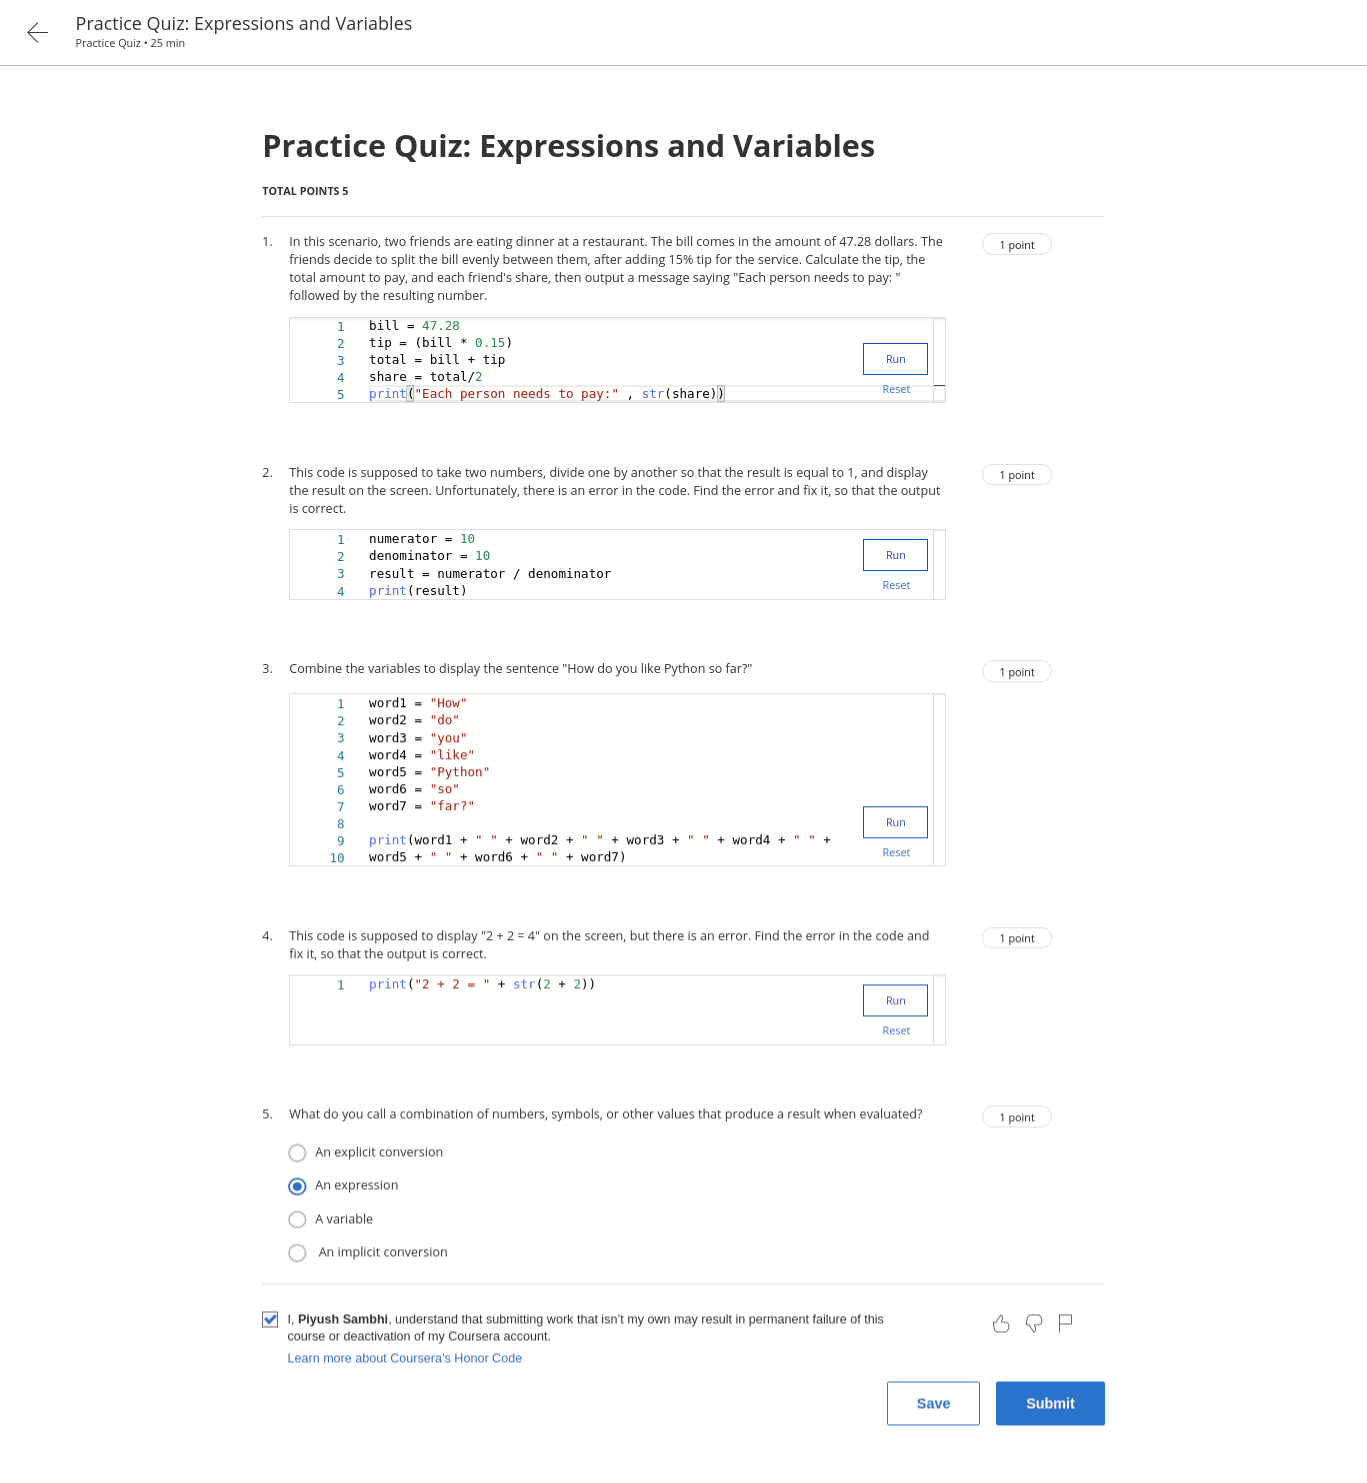 Practice Quiz: Expressions and Variables
Practice Quiz • 25 min
Practice Quiz: Expressions and Variables
TOTAL POINTS 5
1. In this scenario, two friends are eating dinner at a restaurant. The bill comes in the amount of 47.28 dollars. The 1 point
friends decide to split the bill evenly between them, after adding 15% tip for the service. Calculate the tip, the
total amount to pay, and each friend's share, then output a message saying "Each person needs to pay: "
followed by the resulting number.
1 bill = 47.28
2 tip = (bill * 0.15)
3 total = bill + tip
Run
4 share = total/2
Reset
5 print("Each person needs to pay:" , str(share))
2. This code is supposed to take two numbers, divide one by another so that the result is equal to 1, and display 1 point
the result on the screen. Unfortunately, there is an error in the code. Find the error and fix it, so that the output
is correct.
1 numerator = 10
2 denominator = 10
Run
3 result = numerator / denominator
Reset
4 print(result)
3. Combine the variables to display the sentence "How do you like Python so far?" 1 point
1 word1 = "How"
2 word2 = "do"
3 word3 = "you"
4 word4 = "like"
5 word5 = "Python"
6 word6 = "so"
7 word7 = "far?"
8
Run
9 print(word1 + " " + word2 + " " + word3 + " " + word4 + " " +
Reset
10 word5 + " " + word6 + " " + word7)
4. This code is supposed to display "2 + 2 = 4" on the screen, but there is an error. Find the error in the code and 1 point
fix it, so that the output is correct.
1 print("2 + 2 = " + str(2 + 2))
Run
Reset
5. What do you call a combination of numbers, symbols, or other values that produce a result when evaluated? 1 point
An explicit conversion
An expression
A variable
An implicit conversion
I, Piyush Sambhi, understand that submitting work that isn't my own may result in permanent failure of this
course or deactivation of my Coursera account.
Learn more about Coursera's Honor Code
Save Submit